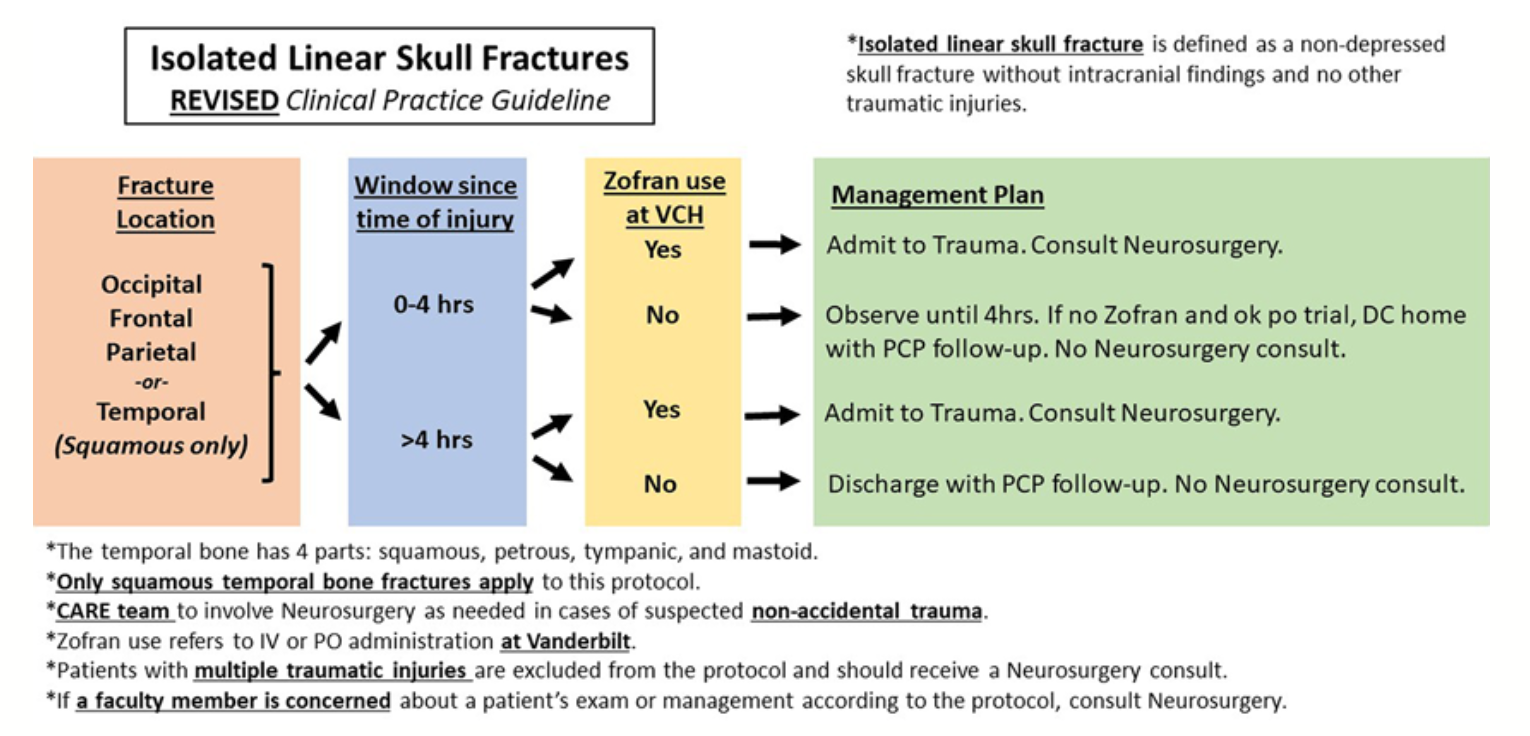 Isolated Linear Skull Fractures
REVISED Clinical Practice Guideline
*Isolated linear skull fracture is defined as a non-depressed
skull fracture without intracranial findings and no other
traumatic injuries.
Fracture
Location
Occipital
Frontal
Parietal
-or-
Temporal
(Squamous only)
Window since
time of injury
0-4 hrs
>4 hrs
Zofran use
at VCH
Yes
No
Yes
No
Management Plan
Admit to Trauma. Consult Neurosurgery.
Observe until 4hrs. If no Zofran and ok po trial, DC home
with PCP follow-up. No Neurosurgery consult.
Admit to Trauma. Consult Neurosurgery.
Discharge with PCP follow-up. No Neurosurgery consult.
*The temporal bone has 4 parts: squamous, petrous, tympanic, and mastoid.
*Only squamous temporal bone fractures apply to this protocol.
*CARE team to involve Neurosurgery as needed in cases of suspected non-accidental trauma.
*Zofran use refers to IV or PO administration at Vanderbilt.
*Patients with multiple traumatic injuries are excluded from the protocol and should receive a Neurosurgery consult.
*If a faculty member is concerned about a patient's exam or management according to the protocol, consult Neurosurgery.